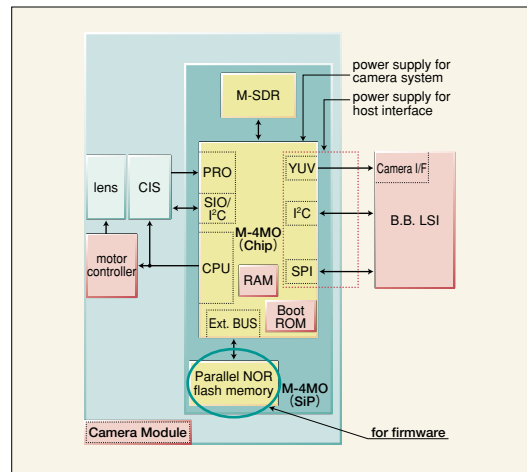 power supply for
camera system
M-SDR
power supply for
host interface
lens
CIS
PRO
YUV
Camera I/F
SIO/
I²C
I²C
B.B. LSI
M-4MO
(Chip)
motor
controller
CPU
SPI
RAM
Boot
ROM
Ext. BUS
Parallel NOR
flash memory
M-4MO
(SiP)
Camera Module
for firmware